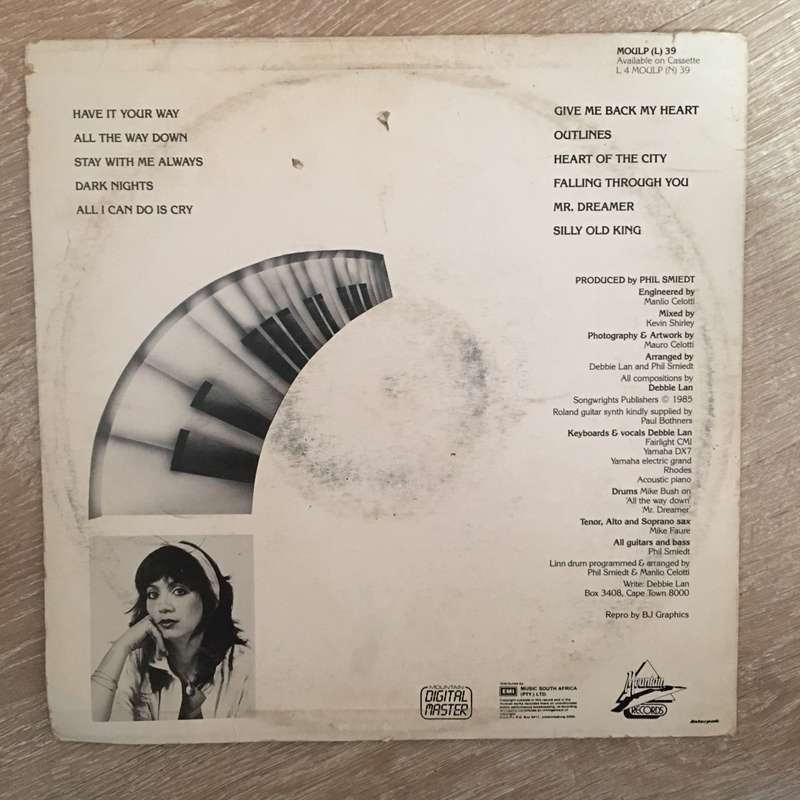 MOULP (L) 39
Available on Cassette
L 4 MOULP (N) 39
HAVE IT YOUR WAY
ALL THE WAY DOWN
STAY WITH ME ALWAYS
DARK NIGHTS
ALL I CAN DO IS CRY
GIVE ME BACK MY HEART
OUTLINES
HEART OF THE CITY
FALLING THROUGH YOU
MR. DREAMER
SILLY OLD KING
PRODUCED by PHIL SMIEDT
Engineered by
Manlio Celotti
Mixed by
Kevin Shirley
Photography & Artwork by
Mauro Celotti
Arranged by
Debbie Lan and Phil Smiedt
All compositions by
Debbie Lan
Songwrights Publishers © 1985
Roland guitar synth kindly supplied by
Paul Bothners
Keyboards & vocals Debbie Lan
Fairlight CMI
Yamaha DX7
Yamaha electric grand
Rhodes
Acoustic piano
Drums Mike Bush on
'All the way down'
'Mr. Dreamer'
Tenor, Alto and Soprano sax
Mike Faure
All guitars and bass
Phil Smiedt
Linn drum programmed & arranged by
Phil Smiedt & Manlio Celotti
Write: Debbie Lan
Box 3408, Cape Town 8000
Repro by BJ Graphics
MOUNTAIN
DIGITAL
MASTER
Distributed by
EMI MUSIC SOUTH AFRICA
(PTY) LTD.
Mountain
RECORDS
Interpak